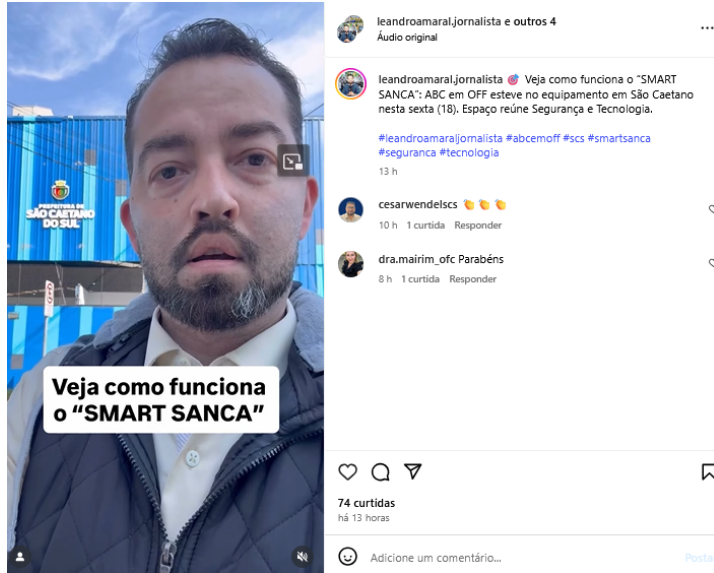 PREFEITURA DE
SÃO CAETANO
DO SUL
Veja como funciona
o “SMART SANCA”
leandroamaral.jornalista e outros 4
Áudio original
leandroamaral.jornalista 🎯 Veja como funciona o “SMART
SANCA”: ABC em OFF esteve no equipamento em São Caetano
nesta sexta (18). Espaço reúne Segurança e Tecnologia.
#leandroamaraljornalista #abcemoff #scs #smartsanca
#seguranca #tecnologia
13 h
cesarwendelscs 👏 👏 👏
10 h 1 curtida Responder
dra.mairim_ofc Parabéns
8 h 1 curtida Responder
74 curtidas
há 13 horas
Adicione um comentário...
Posta